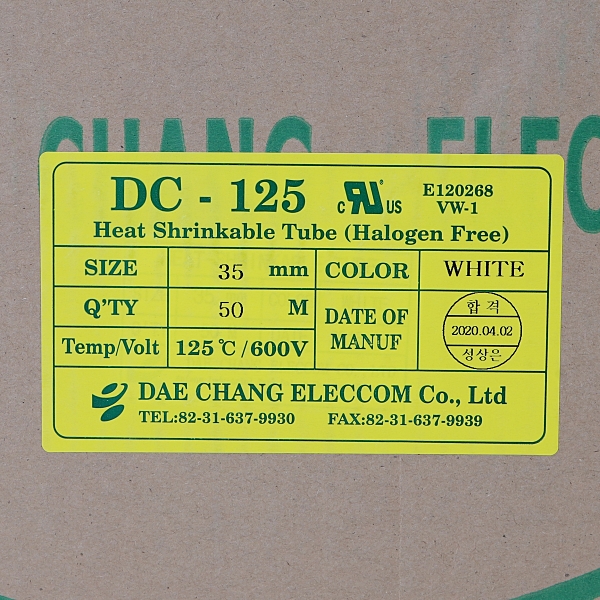 CHANG ELEC
DC - 125 c RU US E120268
VW-1
Heat Shrinkable Tube (Halogen Free)
SIZE 35 mm COLOR WHITE
Q'TY 50 M DATE OF MANUF 합격 2020.04.02 성상은
Temp/Volt 125℃/600V
DAE CHANG ELECCOM Co., Ltd
TEL:82-31-637-9930 FAX:82-31-637-9939